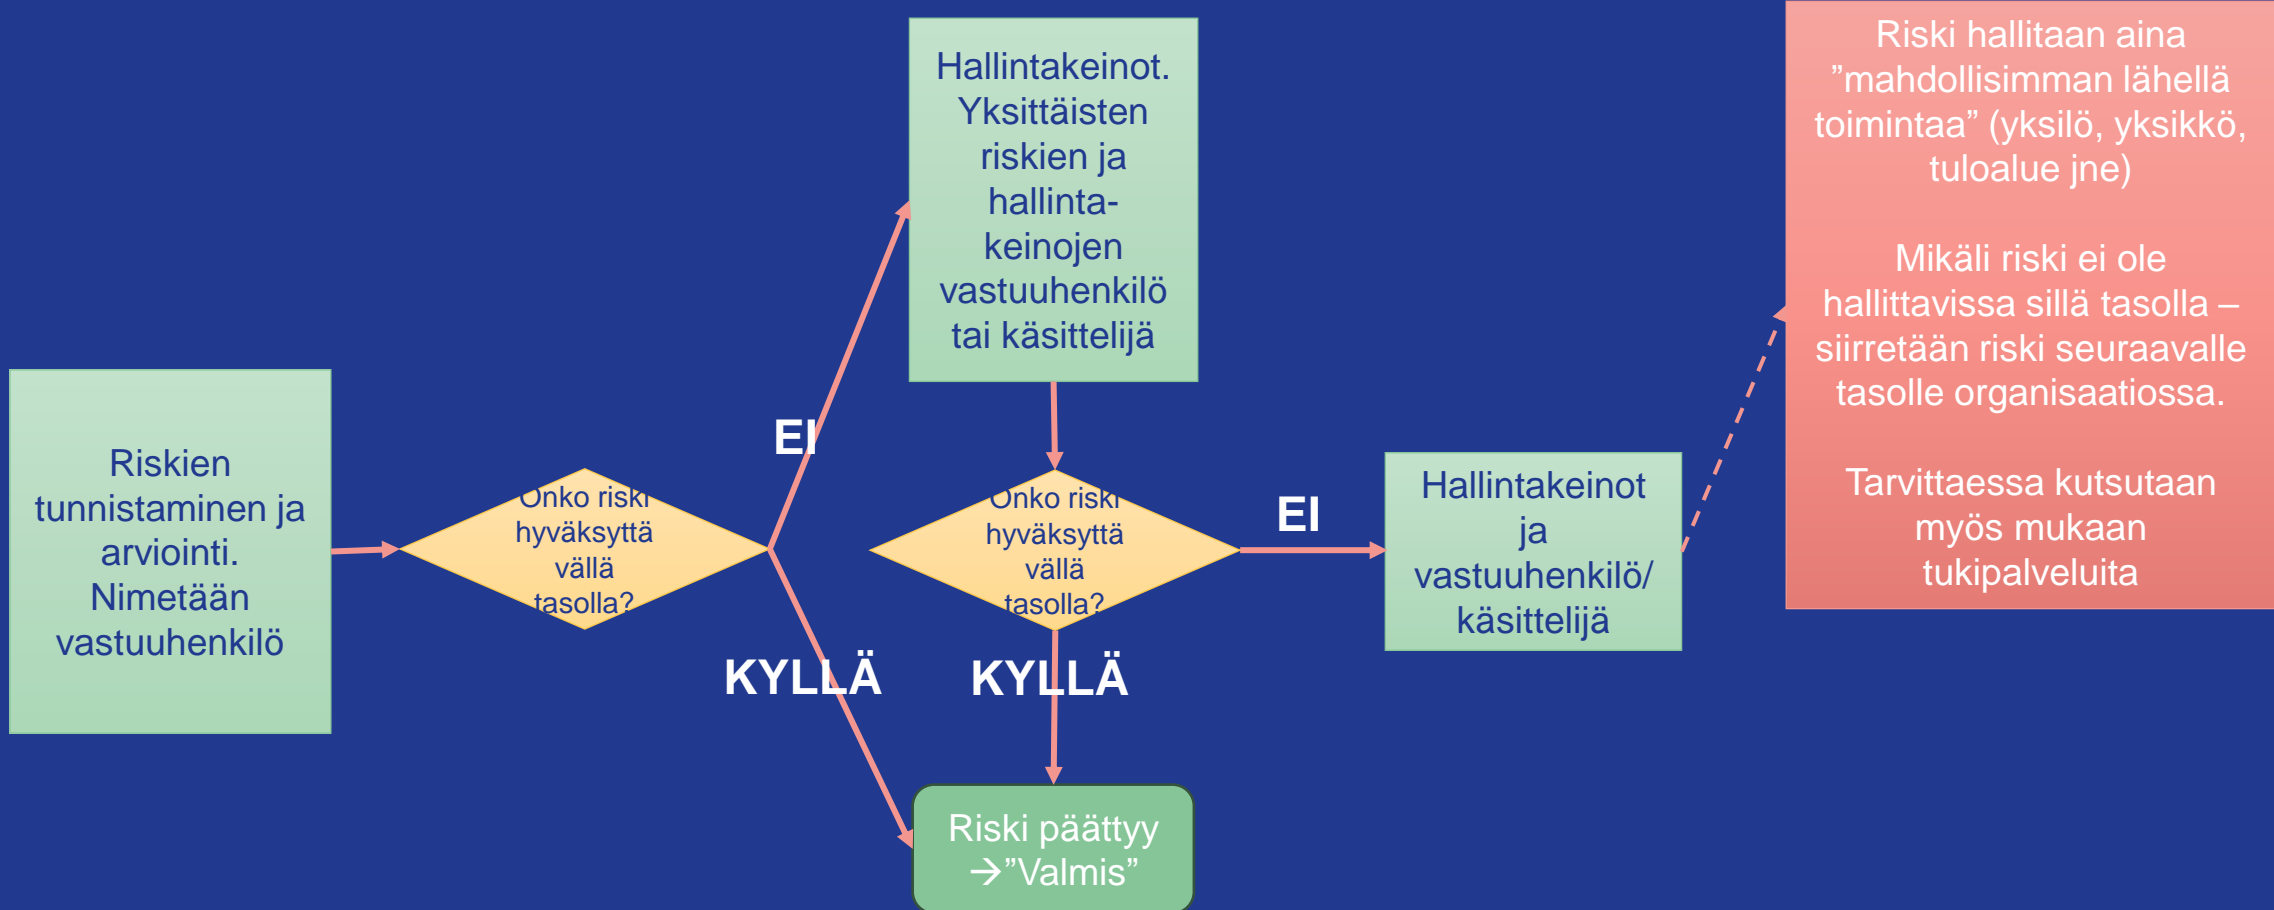 Riskien
tunnistaminen ja
arviointi.
Nimetään
vastuuhenkilö
Onko riski
hyväksyttä
vällä
tasolla?
EI
KYLLÄ
Hallintakeinot.
Yksittäisten
riskien ja
hallinta-
keinojen
vastuuhenkilö
tai käsittelijä
Onko riski
hyväksyttä
vällä
tasolla?
KYLLÄ
EI
Riski päättyy
→”Valmis”
Hallintakeinot
ja
vastuuhenkilö/
käsittelijä
Riski hallitaan aina
”mahdollisimman lähellä
toimintaa” (yksilö, yksikkö,
tuloalue jne)
Mikäli riski ei ole
hallittavissa sillä tasolla –
siirretään riski seuraavalle
tasolle organisaatiossa.
Tarvittaessa kutsutaan
myös mukaan
tukipalveluita